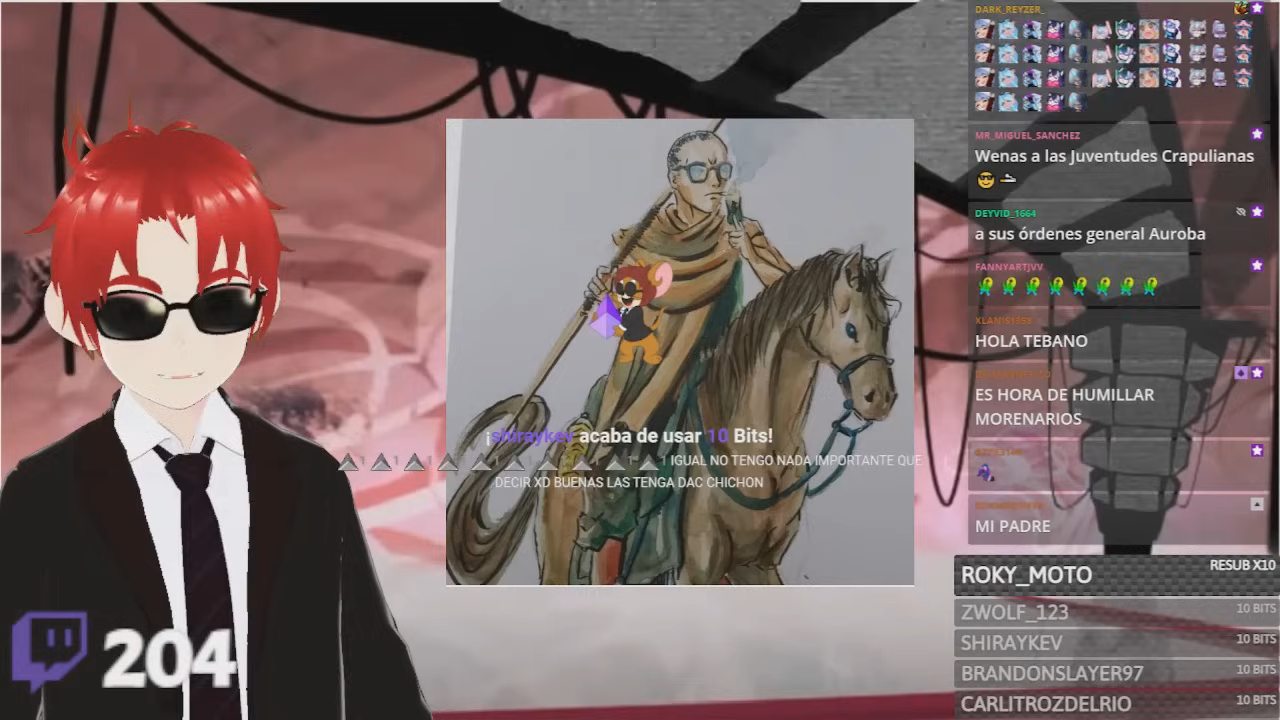 DARK_REYZER_
MR_MIGUEL_SANCHEZ
Wenas a las Juventudes Crapulianas
DEYVID_1664
a sus órdenes general Auroba
FANNYARTJVV
HOLA TEBANO
ES HORA DE HUMILLAR
MORENARIOS
MI PADRE
¡shiraykev acaba de usar 10 Bits!
IGUAL NO TENGO NADA IMPORTANTE QUE
DECIR XD BUENAS LAS TENGA DAC CHICHON
204
ROKY_MOTO RESUB X10
ZWOLF_123 10 BITS
SHIRAYKEV 10 BITS
BRANDONSLAYER97 10 BITS
CARLITROZDELRIO 10 BITS